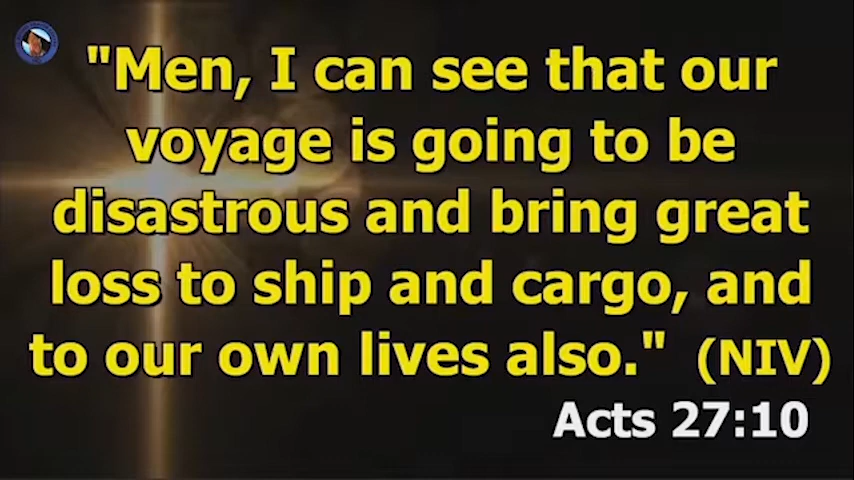 "Men, I can see that our
voyage is going to be
disastrous and bring great
loss to ship and cargo, and
to our own lives also." (NIV)
Acts 27:10